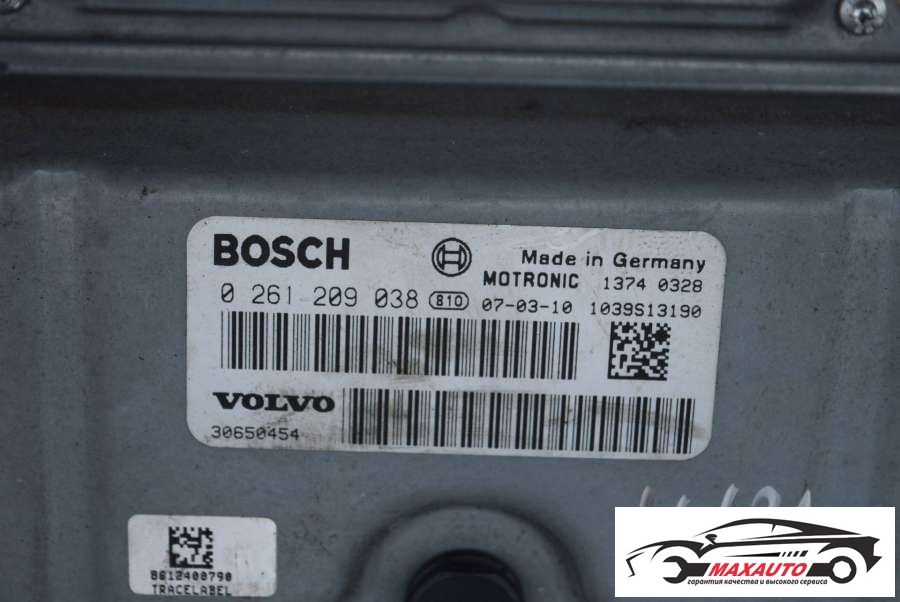 BOSCH
Made in Germany
MOTRONIC 1374 0328
0 261 209 038 810 07-03-10 1039S13190
VOLVO
30650454
B612400790
TRACELABEL
MAXAUTO
гарантия качества и высокого сервиса